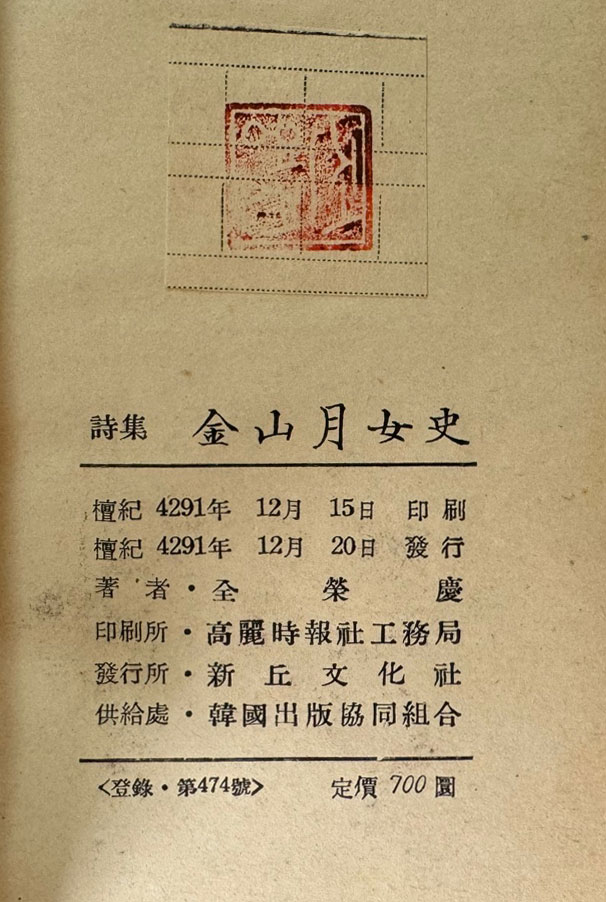 詩集 金山月女史
檀紀 4291年 12月 15日 印刷
檀紀 4291年 12月 20日 發行
著者・全榮慶
印刷所・高麗時報社工務局
發行所・新丘文化社
供給處・韓國出版協同組合
<登錄・第474號> 定價 700 圜